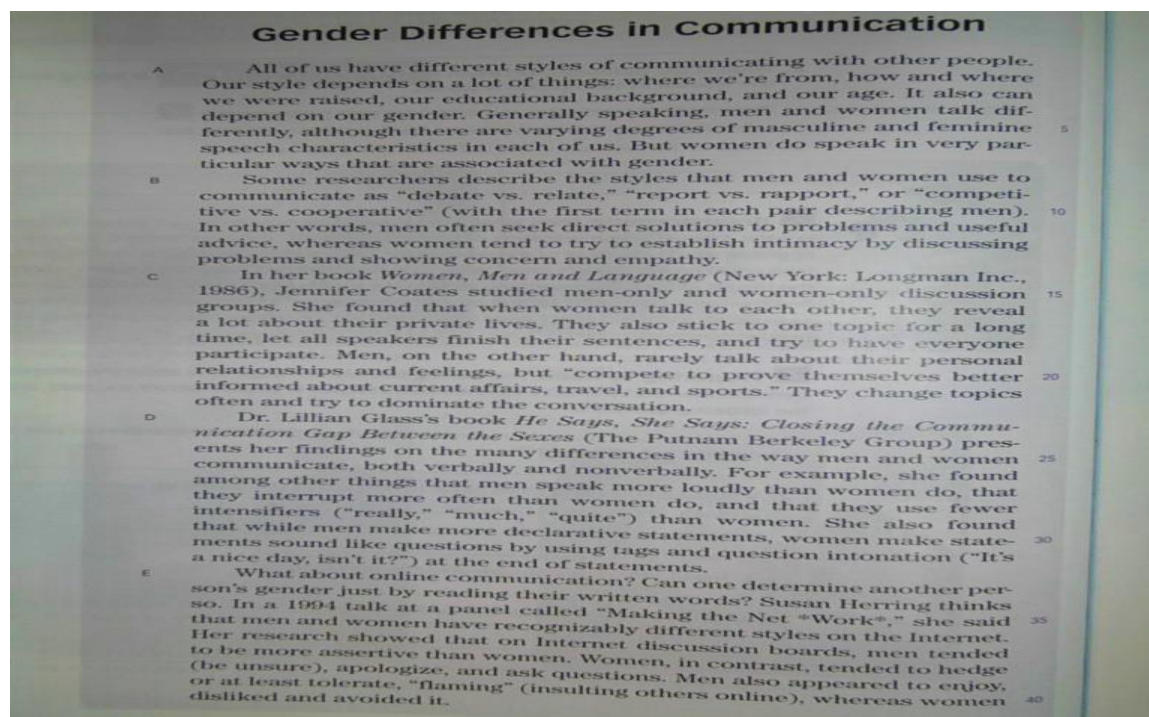 Gender Differences in Communication
A All of us have different styles of communicating with other people.
Our style depends on a lot of things: where we're from, how and where
we were raised, our educational background, and our age. It also can
depend on our gender. Generally speaking, men and women talk dif-
ferently, although there are varying degrees of masculine and feminine 5
speech characteristics in each of us. But women do speak in very par-
ticular ways that are associated with gender.
B Some researchers describe the styles that men and women use to
communicate as "debate vs. relate," "report vs. rapport," or "competi-
tive vs. cooperative" (with the first term in each pair describing men). 10
In other words, men often seek direct solutions to problems and useful
advice, whereas women tend to try to establish intimacy by discussing
problems and showing concern and empathy.
C In her book Women, Men and Language (New York: Longman Inc.,
1986), Jennifer Coates studied men-only and women-only discussion 15
groups. She found that when women talk to each other, they reveal
a lot about their private lives. They also stick to one topic for a long
time, let all speakers finish their sentences, and try to have everyone
participate. Men, on the other hand, rarely talk about their personal
relationships and feelings, but "compete to prove themselves better 20
informed about current affairs, travel, and sports." They change topics
often and try to dominate the conversation.
D Dr. Lillian Glass's book He Says, She Says: Closing the Commu-
nication Gap Between the Sexes (The Putnam Berkeley Group) pres-
ents her findings on the many differences in the way men and women 25
communicate, both verbally and nonverbally. For example, she found
among other things that men speak more loudly than women do, that
they interrupt more often than women do, and that they use fewer
intensifiers ("really," "much," "quite") than women. She also found
that while men make more declarative statements, women make state- 30
ments sound like questions by using tags and question intonation ("It's
a nice day, isn't it?") at the end of statements.
E What about online communication? Can one determine another per-
son's gender just by reading their written words? Susan Herring thinks
so. In a 1994 talk at a panel called "Making the Net *Work*," she said 35
that men and women have recognizably different styles on the Internet.
Her research showed that on Internet discussion boards, men tended
to be more assertive than women. Women, in contrast, tended to hedge
(be unsure), apologize, and ask questions. Men also appeared to enjoy,
or at least tolerate, "flaming" (insulting others online), whereas women 40
disliked and avoided it.